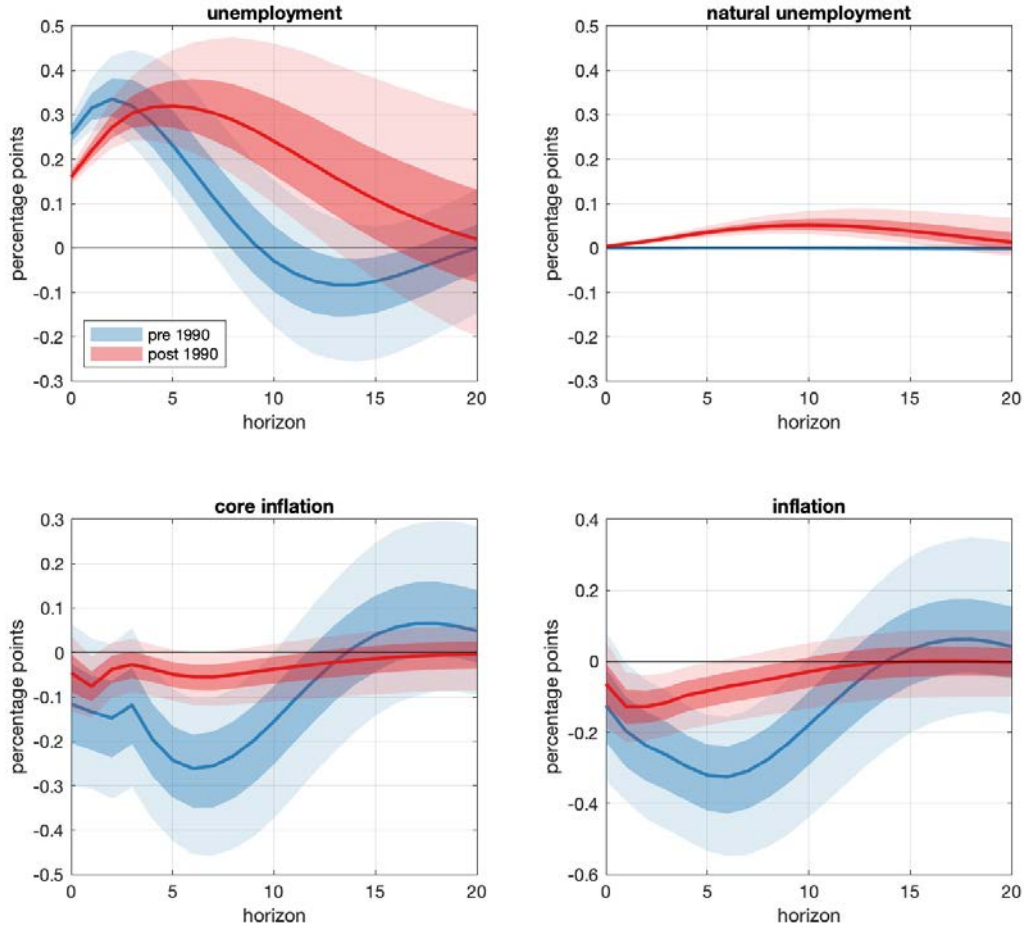 unemployment
percentage points
0.5
0.4
0.3
0.2
0.1
0
-0.1
-0.2
-0.3
pre 1990
post 1990
0 5 10 15 20
horizon
natural unemployment
percentage points
0.5
0.4
0.3
0.2
0.1
0
-0.1
-0.2
-0.3
0 5 10 15 20
horizon
core inflation
percentage points
0.3
0.2
0.1
0
-0.1
-0.2
-0.3
-0.4
-0.5
0 5 10 15 20
horizon
inflation
percentage points
0.4
0.2
0
-0.2
-0.4
-0.6
0 5 10 15 20
horizon